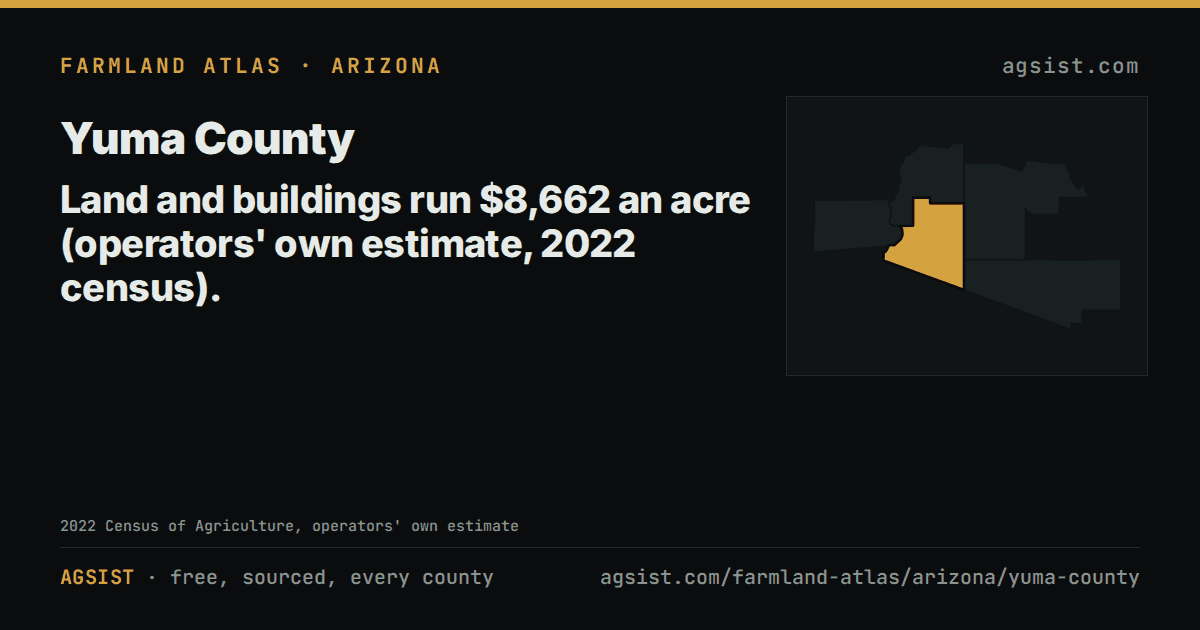 FARMLAND ATLAS · ARIZONA
agsist.com
Yuma County
Land and buildings run $8,662 an acre
(operators' own estimate, 2022
census).
2022 Census of Agriculture, operators' own estimate
AGSIST · free, sourced, every county
agsist.com/farmland-atlas/arizona/yuma-county